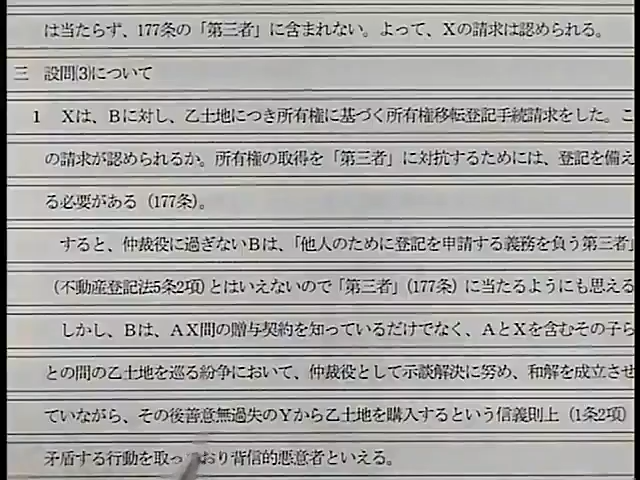 は当たらず、177条の「第三者」に含まれない。よって、Xの請求は認められる。
三　設問(3)について
1　Xは、Bに対し、乙土地につき所有権に基づく所有権移転登記手続請求をした。こ
の請求が認められるか。所有権の取得を「第三者」に対抗するためには、登記を備え
る必要がある（177条）。
すると、仲裁役に過ぎないBは、「他人のために登記を申請する義務を負う第三者」
（不動産登記法5条2項）とはいえないので「第三者」（177条）に当たるようにも思える
しかし、Bは、AX間の贈与契約を知っているだけでなく、AとXを含むその子ら
との間の乙土地を巡る紛争において、仲裁役として示談解決に努め、和解を成立させ
ていながら、その後善意無過失のYから乙土地を購入するという信義則上（1条2項）
矛盾する行動を取っており背信的悪意者といえる。